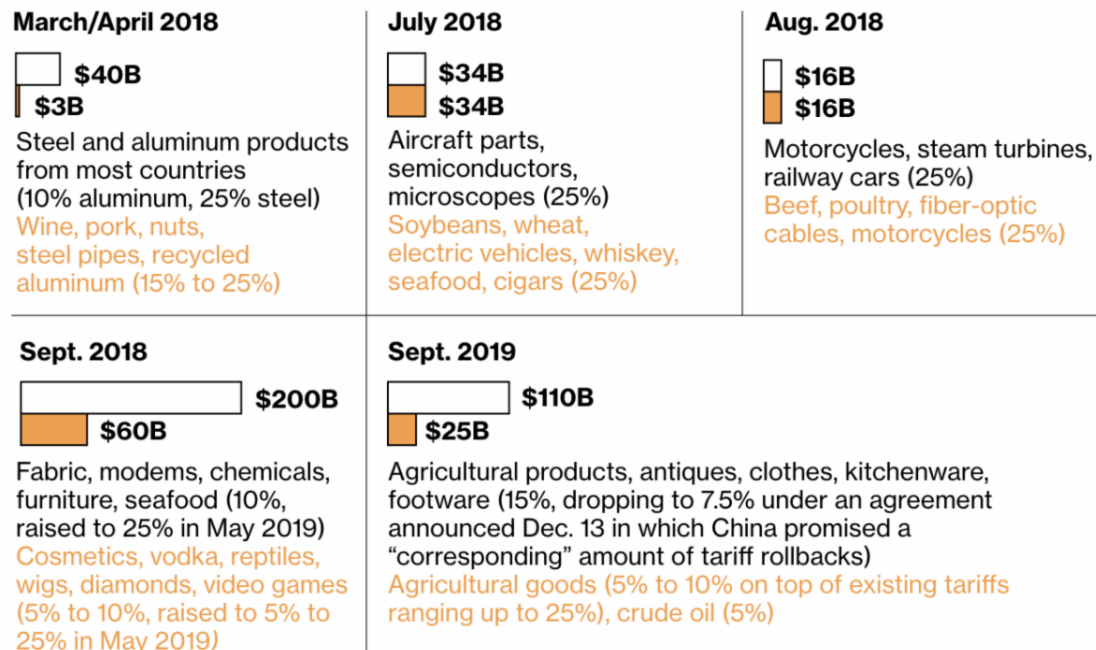 March/April 2018
$40B
$3B
Steel and aluminum products
from most countries
(10% aluminum, 25% steel)
Wine, pork, nuts,
steel pipes, recycled
aluminum (15% to 25%)
July 2018
$34B
$34B
Aircraft parts,
semiconductors,
microscopes (25%)
Soybeans, wheat,
electric vehicles, whiskey,
seafood, cigars (25%)
Aug. 2018
$16B
$16B
Motorcycles, steam turbines,
railway cars (25%)
Beef, poultry, fiber-optic
cables, motorcycles (25%)
Sept. 2018
$200B
$60B
Fabric, modems, chemicals,
furniture, seafood (10%,
raised to 25% in May 2019)
Cosmetics, vodka, reptiles,
wigs, diamonds, video games
(5% to 10%, raised to 5% to
25% in May 2019)
Sept. 2019
$110B
$25B
Agricultural products, antiques, clothes, kitchenware,
footware (15%, dropping to 7.5% under an agreement
announced Dec. 13 in which China promised a
“corresponding” amount of tariff rollbacks)
Agricultural goods (5% to 10% on top of existing tariffs
ranging up to 25%), crude oil (5%)